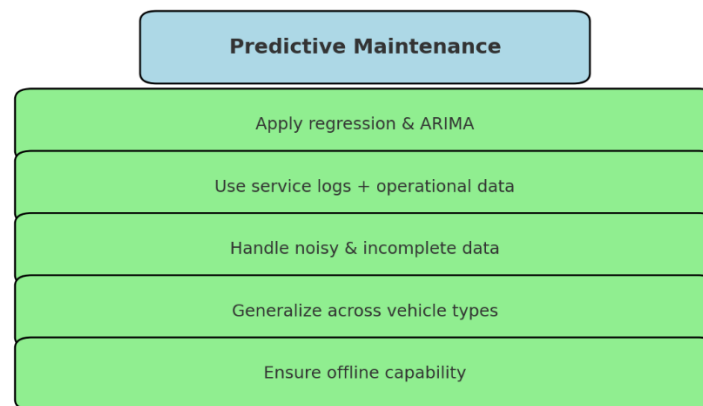 Predictive Maintenance
Apply regression & ARIMA
Use service logs + operational data
Handle noisy & incomplete data
Generalize across vehicle types
Ensure offline capability